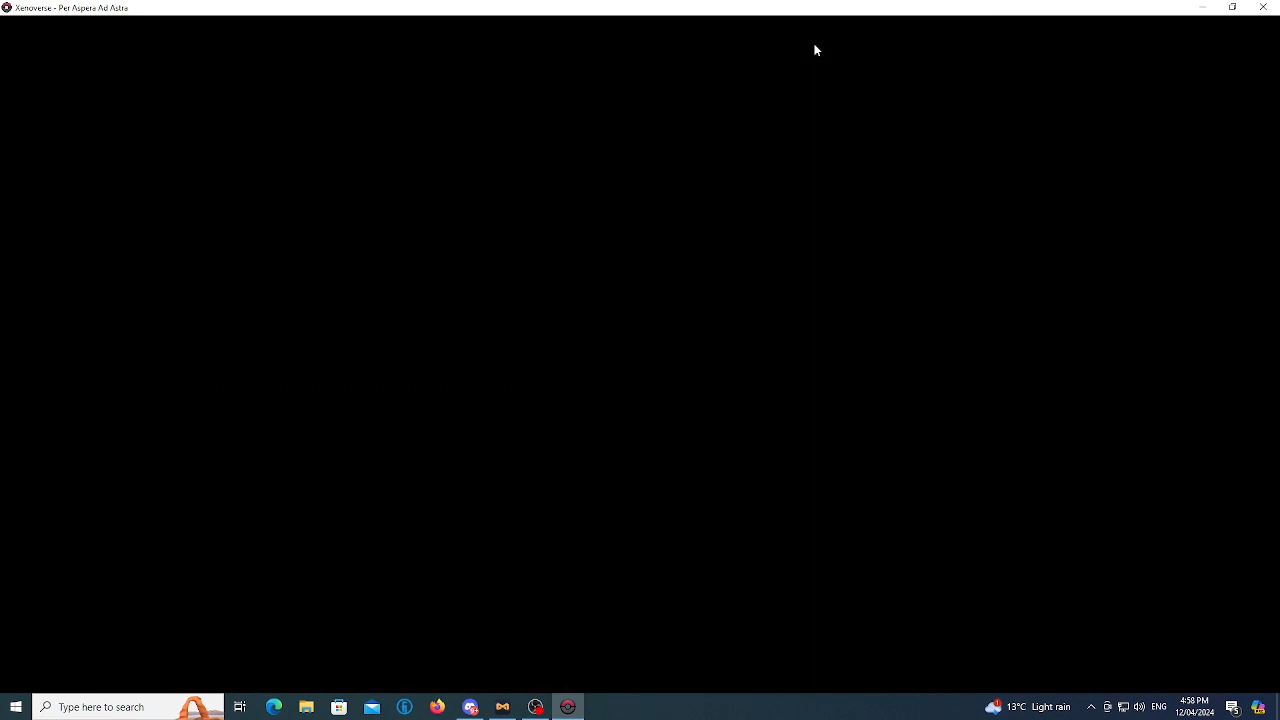 Xenoverse - Per Aspera Ad Astra
Type here to search
13°C Light rain
ENG
4:58 PM
12/04/2024